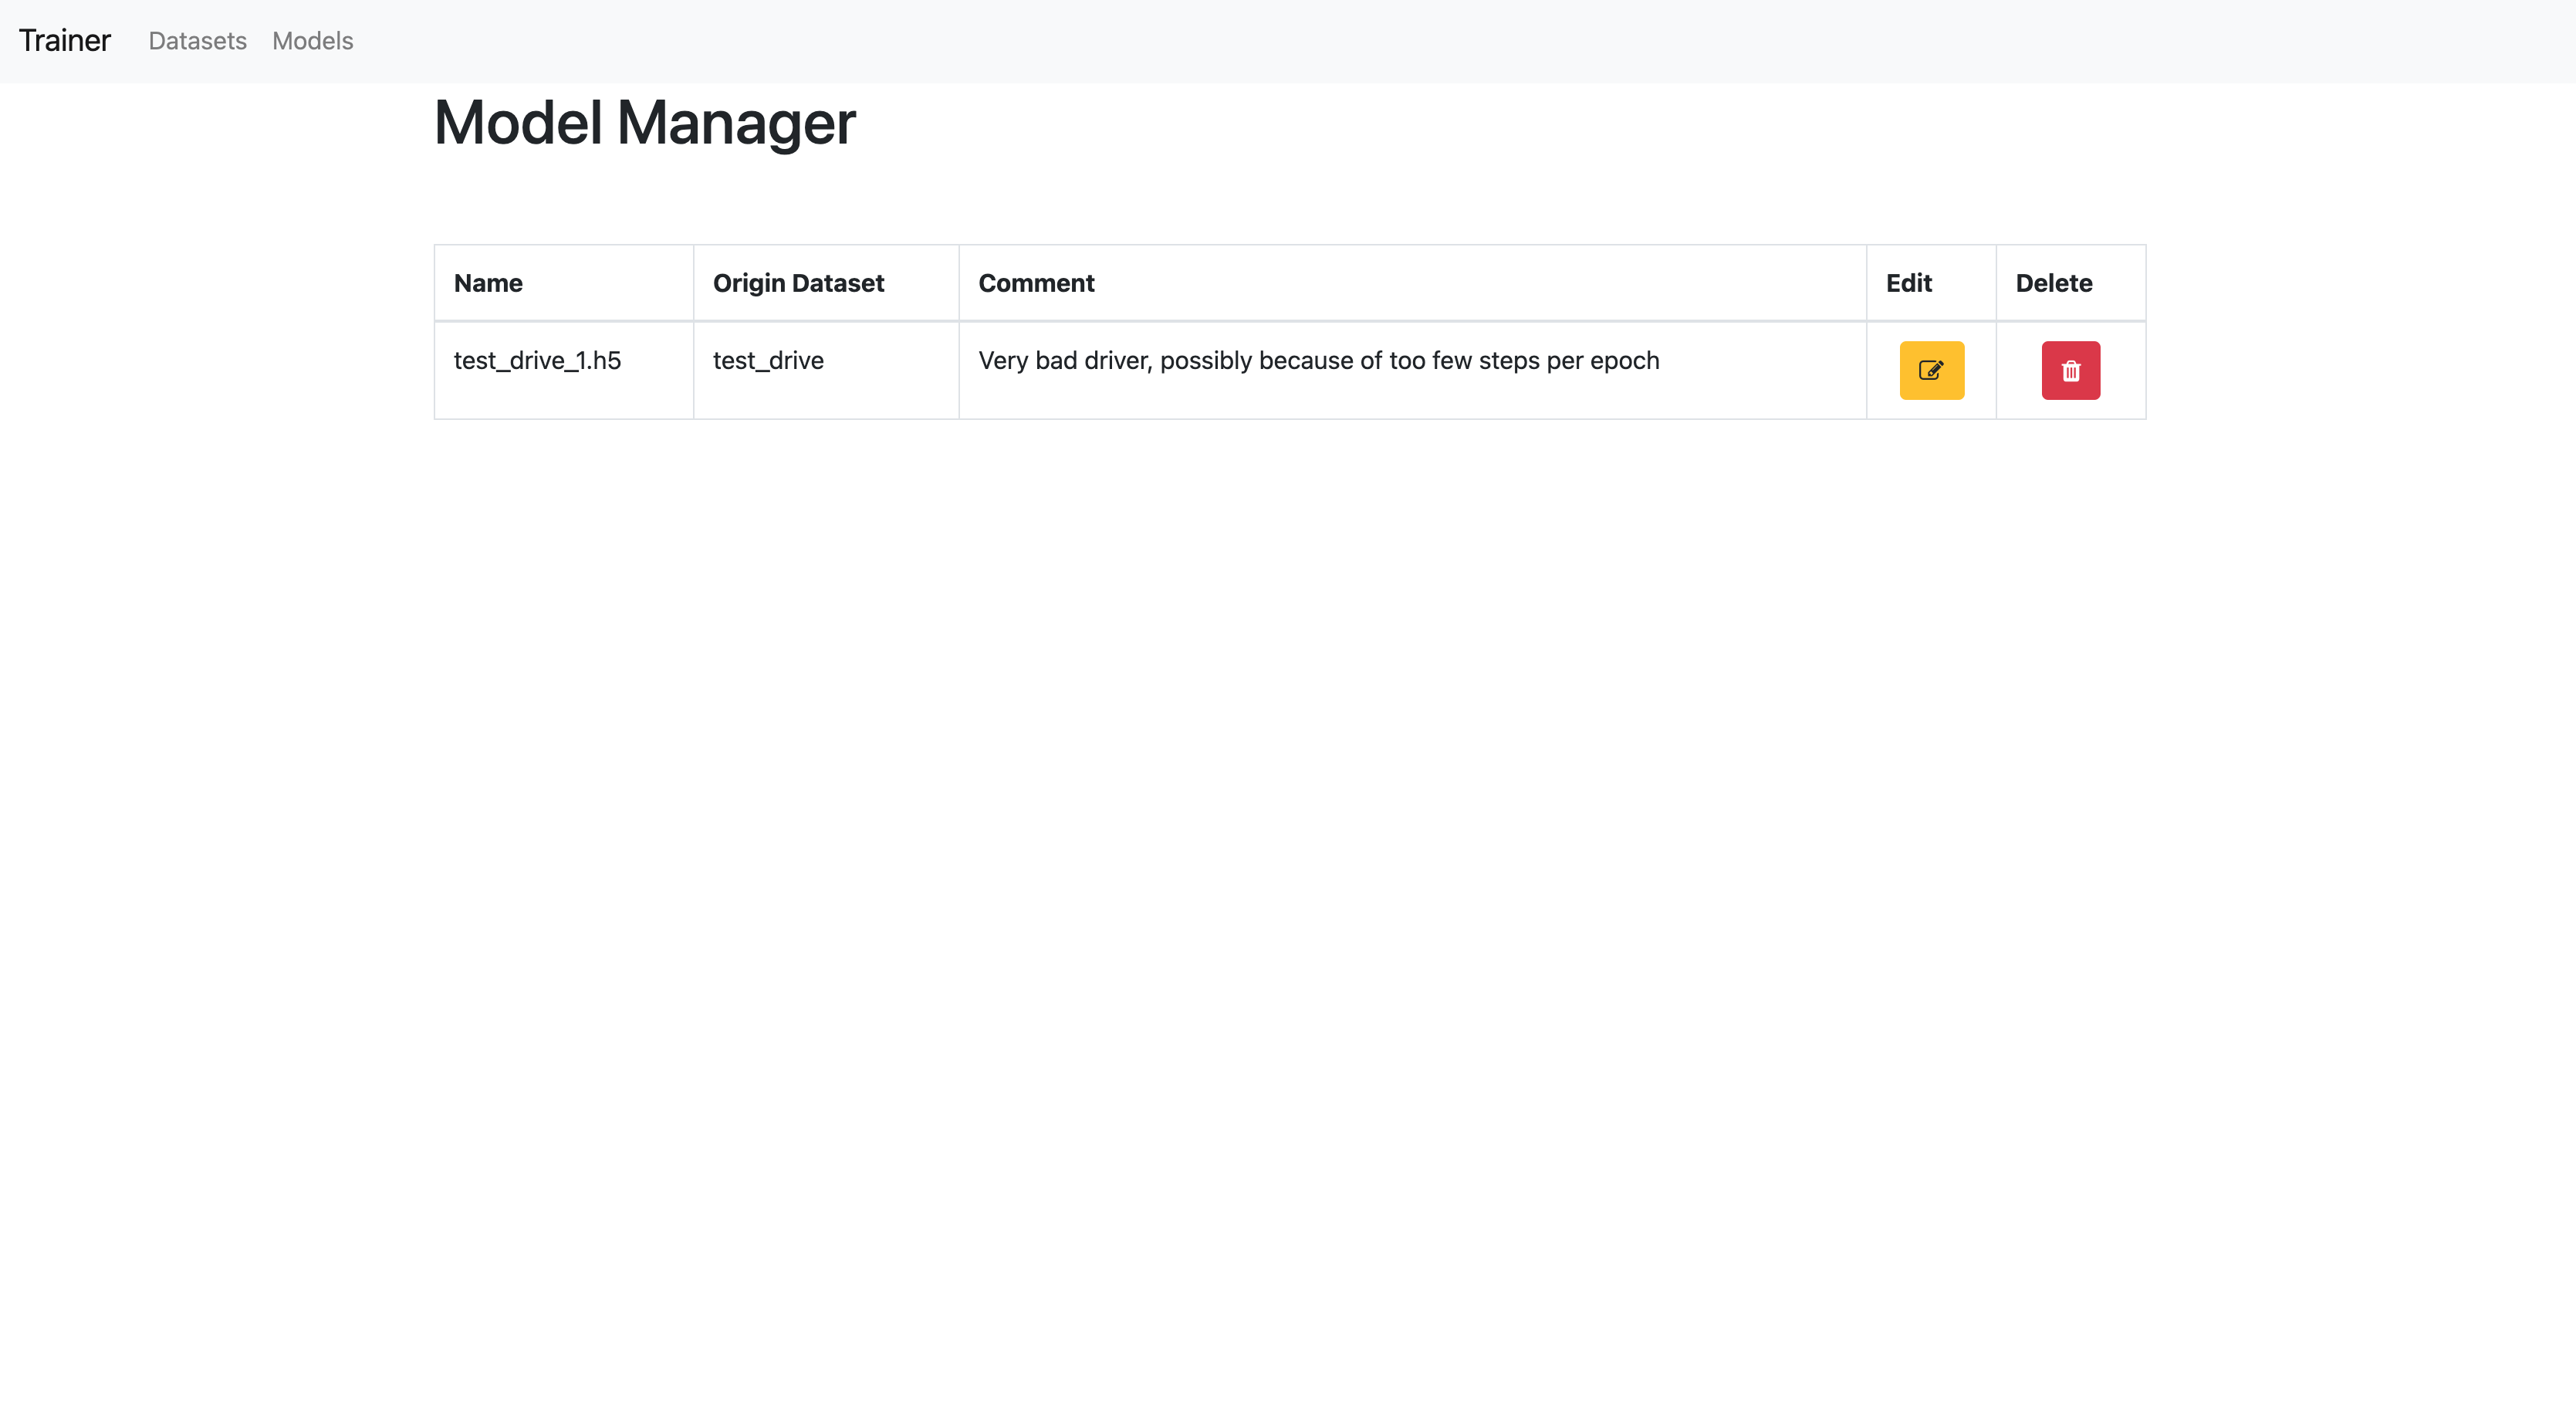 Trainer Datasets Models
Model Manager
Name Origin Dataset Comment Edit Delete
test_drive_1.h5 test_drive Very bad driver, possibly because of too few steps per epoch